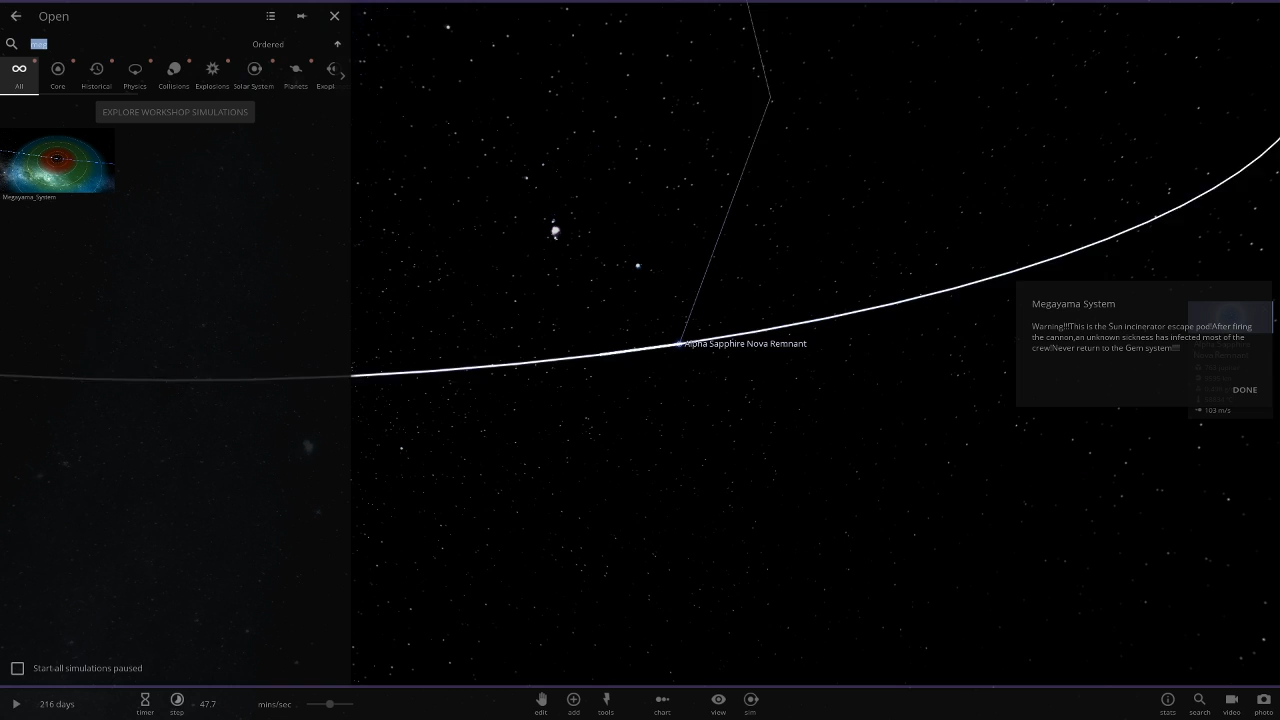 Open
Ordered
All
Core
Historical
Physics
Collisions
Explosions
Solar System
Planets
EXPLORE WORKSHOP SIMULATIONS
Megayama_System
Alpha Sapphire Nova Remnant
Megayama System
Warning!!!This is the Sun incinerator escape pod!After firing
the cannon,an unknown sickness has infected most of the
crew!Never return to the Gem system
DONE
103 m/s
Start all simulations paused
216 days
timer
step
47.7
mins/sec
edit
add
tools
chart
view
sim
stats
search
video
photo